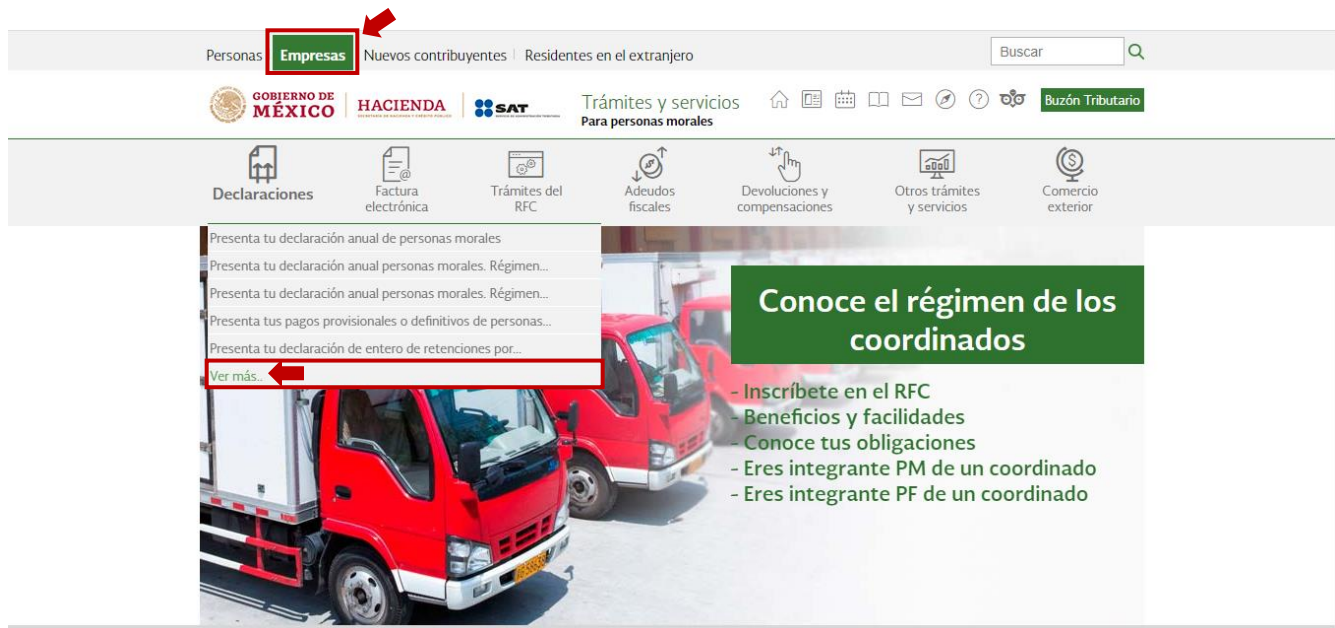 Personas Empresas Nuevos contribuyentes Residentes en el extranjero Buscar
GOBIERNO DE MÉXICO HACIENDA SAT Trámites y servicios Buzón Tributario
Para personas morales
Declaraciones
Factura electrónica
Trámites del RFC
Adeudos fiscales
Devoluciones y compensaciones
Otros trámites y servicios
Comercio exterior
Presenta tu declaración anual de personas morales
Presenta tu declaración anual personas morales. Régimen...
Presenta tu declaración anual personas morales. Régimen...
Presenta tus pagos provisionales o definitivos de personas...
Presenta tu declaración de entero de retenciones por...
Ver más..
Conoce el régimen de los
coordinados
- Inscríbete en el RFC
- Beneficios y facilidades
- Conoce tus obligaciones
- Eres integrante PM de un coordinado
- Eres integrante PF de un coordinado